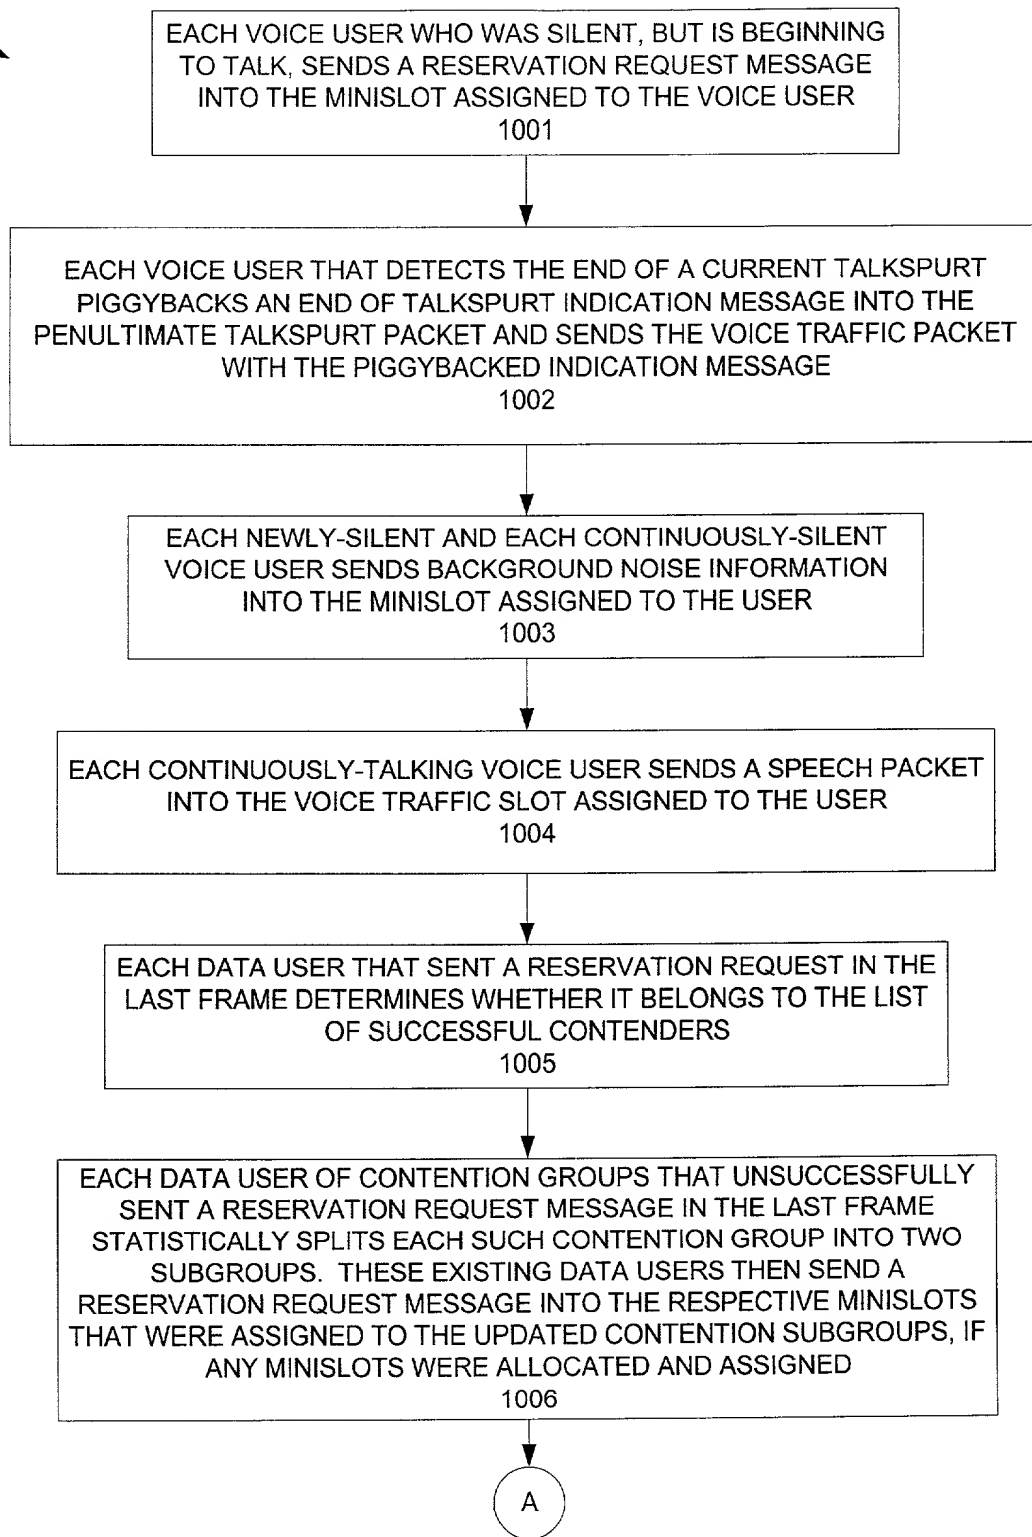 EACH VOICE USER WHO WAS SILENT, BUT IS BEGINNING
TO TALK, SENDS A RESERVATION REQUEST MESSAGE
INTO THE MINISLOT ASSIGNED TO THE VOICE USER
1001
EACH VOICE USER THAT DETECTS THE END OF A CURRENT TALKSPURT
PIGGYBACKS AN END OF TALKSPURT INDICATION MESSAGE INTO THE
PENULTIMATE TALKSPURT PACKET AND SENDS THE VOICE TRAFFIC PACKET
WITH THE PIGGYBACKED INDICATION MESSAGE
1002
EACH NEWLY-SILENT AND EACH CONTINUOUSLY-SILENT
VOICE USER SENDS BACKGROUND NOISE INFORMATION
INTO THE MINISLOT ASSIGNED TO THE USER
1003
EACH CONTINUOUSLY-TALKING VOICE USER SENDS A SPEECH PACKET
INTO THE VOICE TRAFFIC SLOT ASSIGNED TO THE USER
1004
EACH DATA USER THAT SENT A RESERVATION REQUEST IN THE
LAST FRAME DETERMINES WHETHER IT BELONGS TO THE LIST
OF SUCCESSFUL CONTENDERS
1005
EACH DATA USER OF CONTENTION GROUPS THAT UNSUCCESSFULLY
SENT A RESERVATION REQUEST MESSAGE IN THE LAST FRAME
STATISTICALLY SPLITS EACH SUCH CONTENTION GROUP INTO TWO
SUBGROUPS. THESE EXISTING DATA USERS THEN SEND A
RESERVATION REQUEST MESSAGE INTO THE RESPECTIVE MINISLOTS
THAT WERE ASSIGNED TO THE UPDATED CONTENTION SUBGROUPS, IF
ANY MINISLOTS WERE ALLOCATED AND ASSIGNED
1006
A